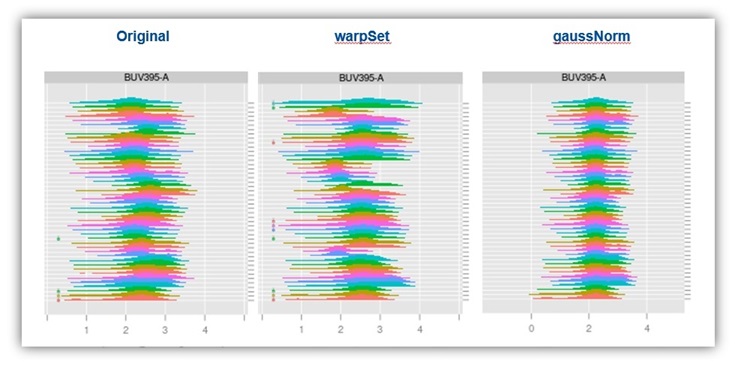 Original warpSet gaussNorm
BUV395-A BUV395-A BUV395-A
1 2 3 4 1 2 3 4 0 2 4